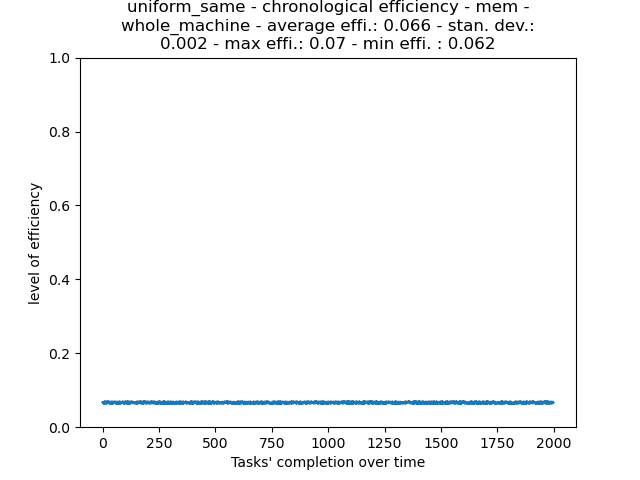 uniform_same - chronological efficiency - mem -
whole_machine - average effi.: 0.066 - stan. dev.:
0.002 - max effi.: 0.07 - min effi. : 0.062
1.0
0.8
0.6
0.4
0.2
0.0
level of efficiency
0 250 500 750 1000 1250 1500 1750 2000
Tasks' completion over time